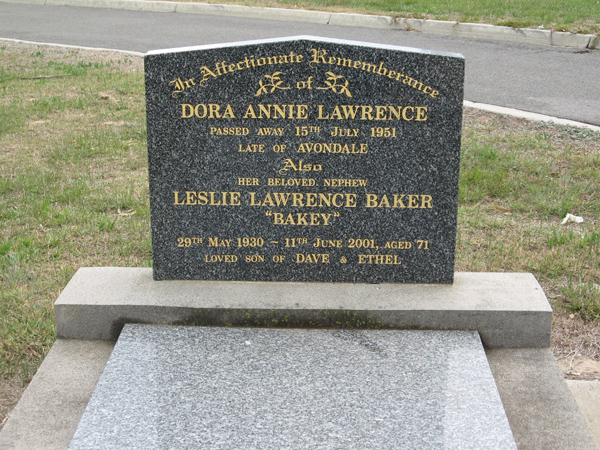 In Affectionate Remembrance
of
DORA ANNIE LAWRENCE
PASSED AWAY 15TH JULY 1951
LATE OF AVONDALE
Also
HER BELOVED NEPHEW
LESLIE LAWRENCE BAKER
"BAKEY"
29TH MAY 1930 ~ 11TH JUNE 2001, AGED 71
LOVED SON OF DAVE & ETHEL